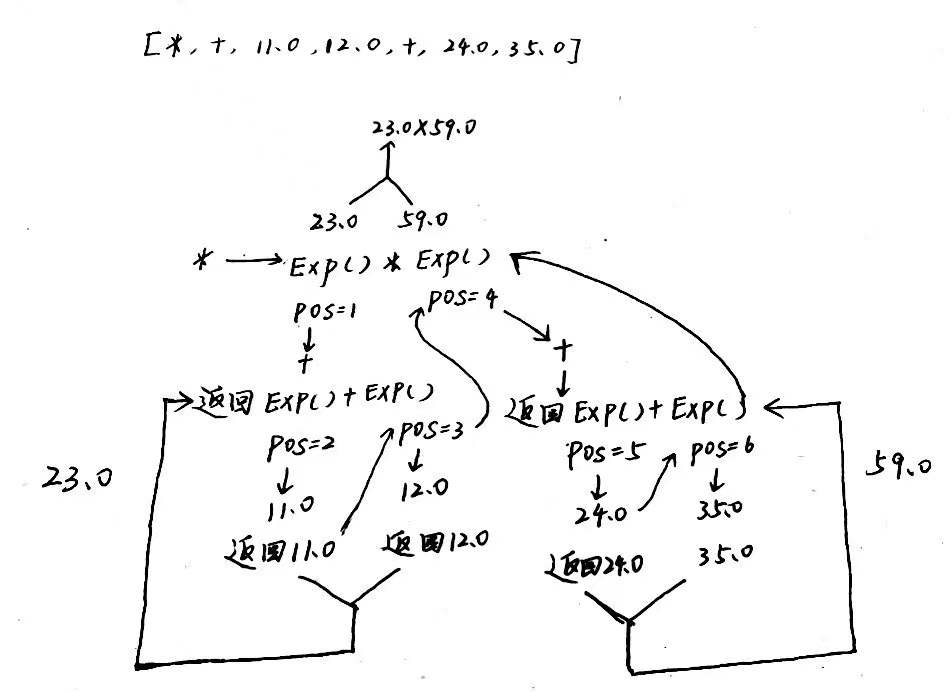 [*, +, 11.0, 12.0, +, 24.0, 35.0]
23.0×59.0
23.0 59.0
* Exp() * Exp()
pos=1 pos=4
+ +
返回 Exp() + Exp() 返回 Exp() + Exp()
pos=2 pos=3 pos=5 pos=6
23.0 59.0
11.0 12.0 24.0 35.0
返回11.0 返回12.0 返回24.0 35.0